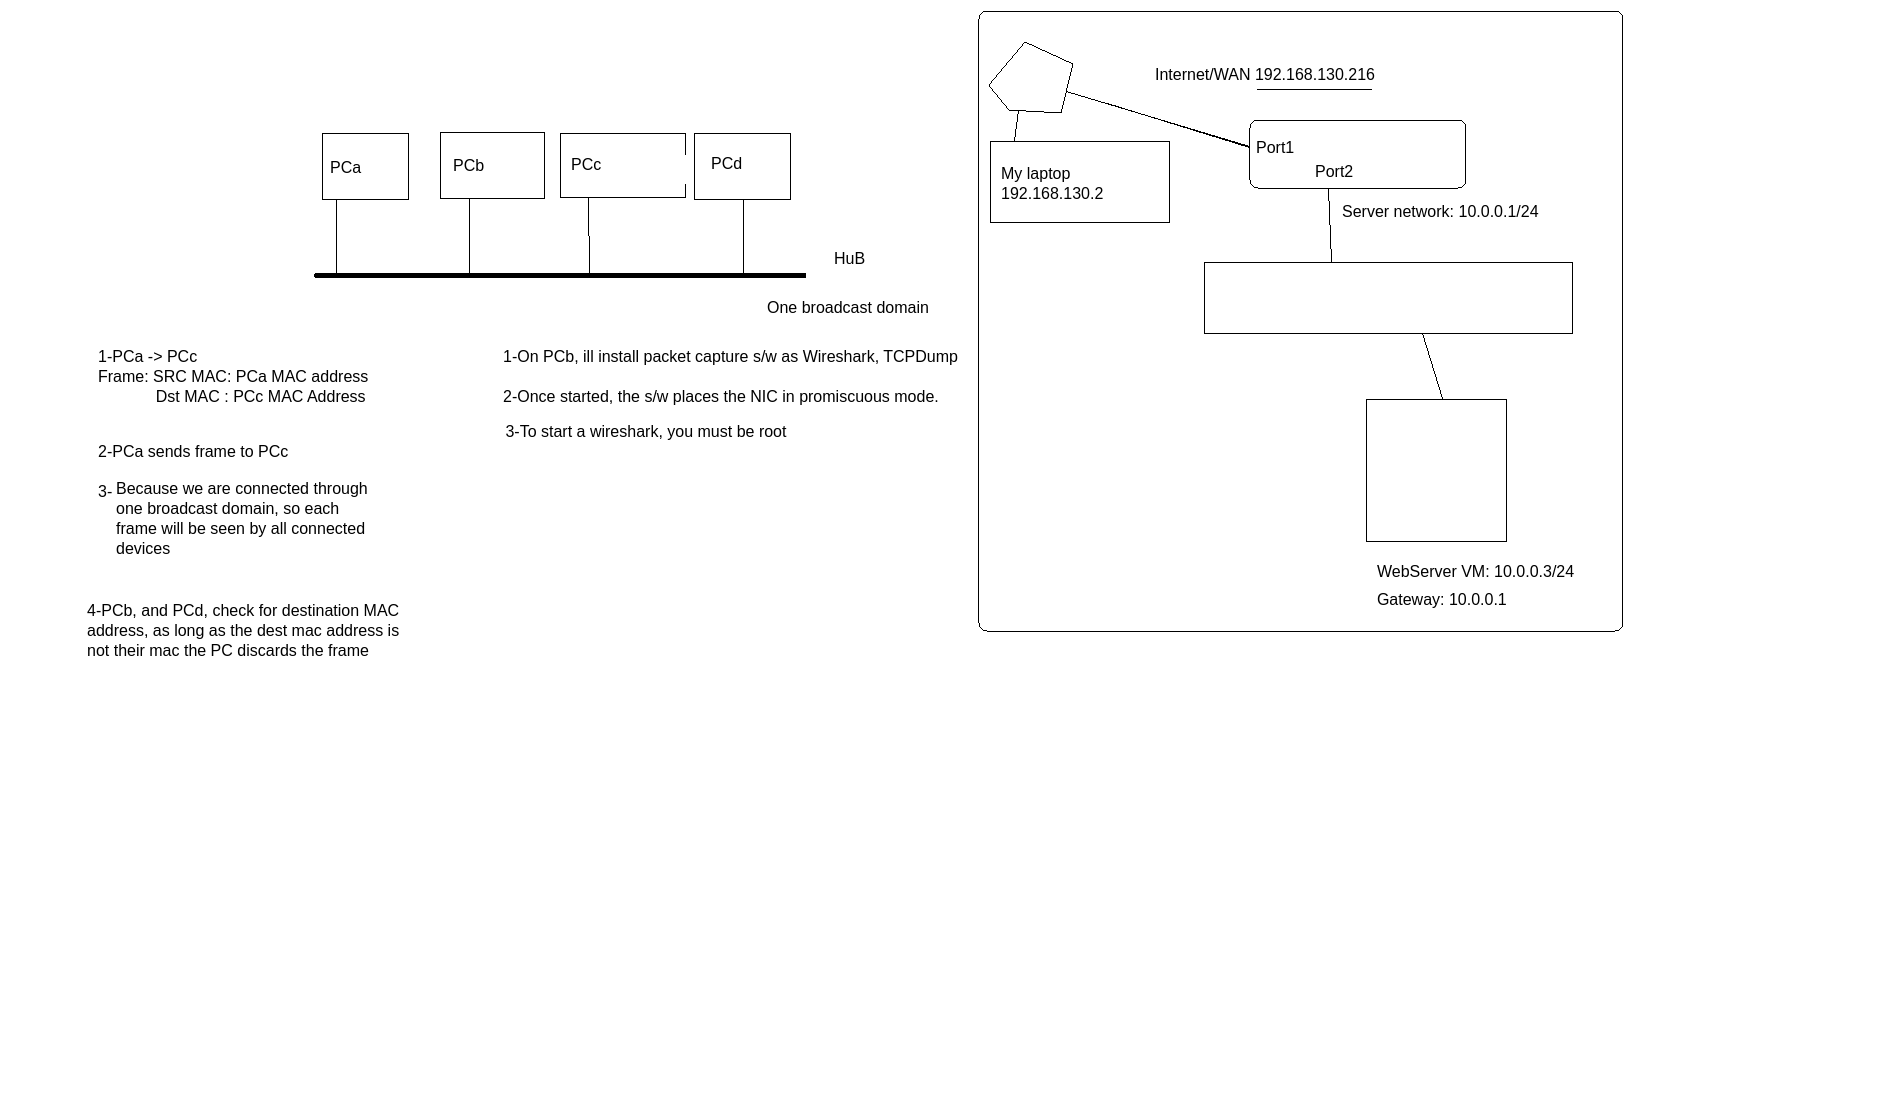 PCa
PCb
PCc
PCd
HuB
One broadcast domain
1-PCa -> PCc
Frame: SRC MAC: PCa MAC address
Dst MAC : PCc MAC Address
2-PCa sends frame to PCc
3- Because we are connected through
one broadcast domain, so each
frame will be seen by all connected
devices
4-PCb, and PCd, check for destination MAC
address, as long as the dest mac address is
not their mac the PC discards the frame
1-On PCb, ill install packet capture s/w as Wireshark, TCPDump
2-Once started, the s/w places the NIC in promiscuous mode.
3-To start a wireshark, you must be root
Internet/WAN 192.168.130.216
My laptop
192.168.130.2
Port1
Port2
Server network: 10.0.0.1/24
WebServer VM: 10.0.0.3/24
Gateway: 10.0.0.1